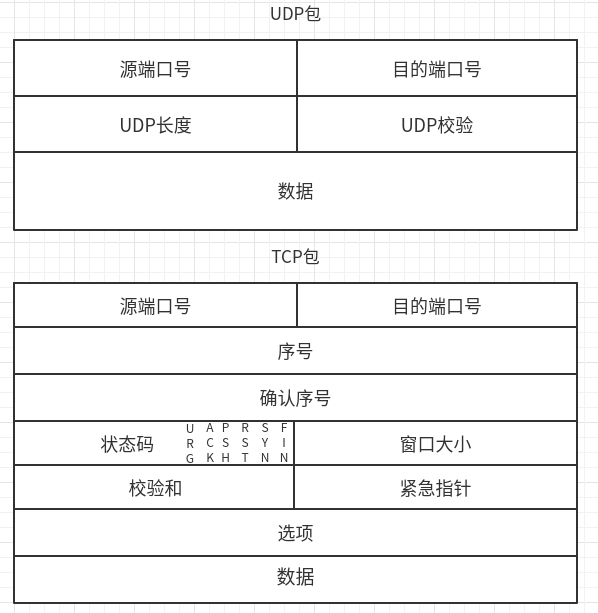 UDP包
源端口号 目的端口号
UDP长度 UDP校验
数据
TCP包
源端口号 目的端口号
序号
确认序号
状态码 URG ACK PSH RST SYN FIN 窗口大小
校验和 紧急指针
选项
数据